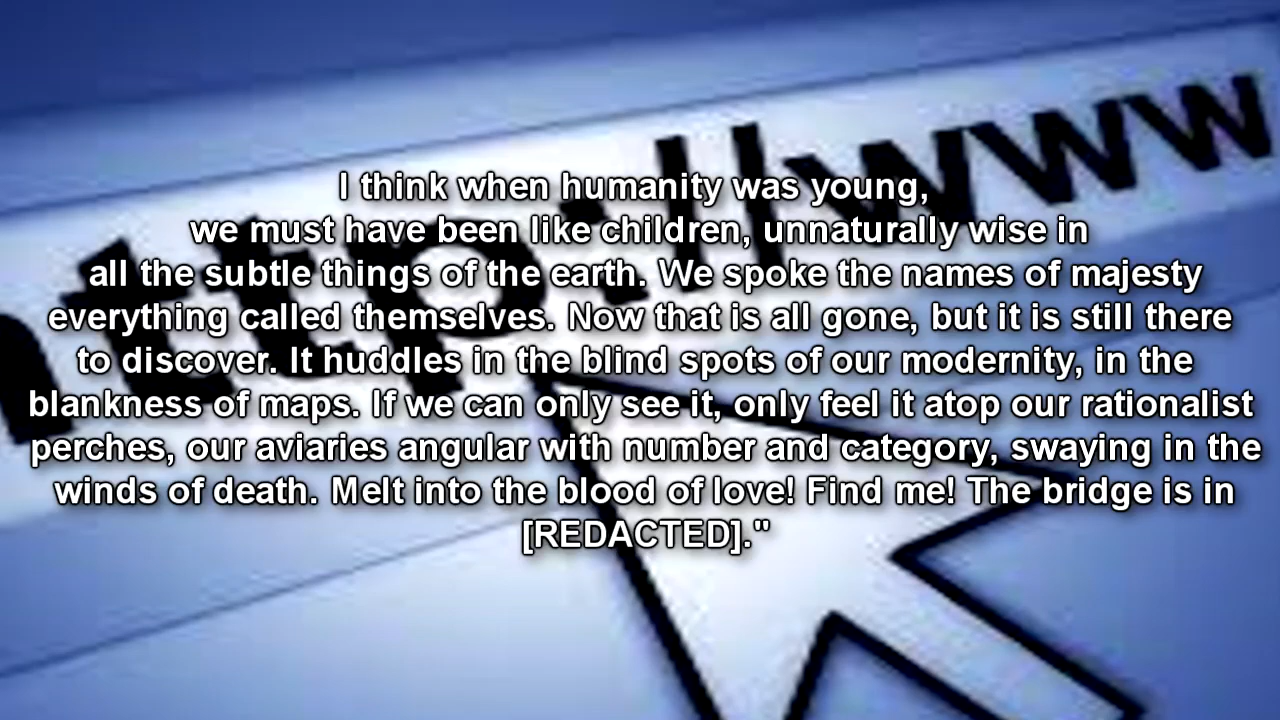 http://www
I think when humanity was young,
we must have been like children, unnaturally wise in
all the subtle things of the earth. We spoke the names of majesty
everything called themselves. Now that is all gone, but it is still there
to discover. It huddles in the blind spots of our modernity, in the
blankness of maps. If we can only see it, only feel it atop our rationalist
perches, our aviaries angular with number and category, swaying in the
winds of death. Melt into the blood of love! Find me! The bridge is in
[REDACTED]."